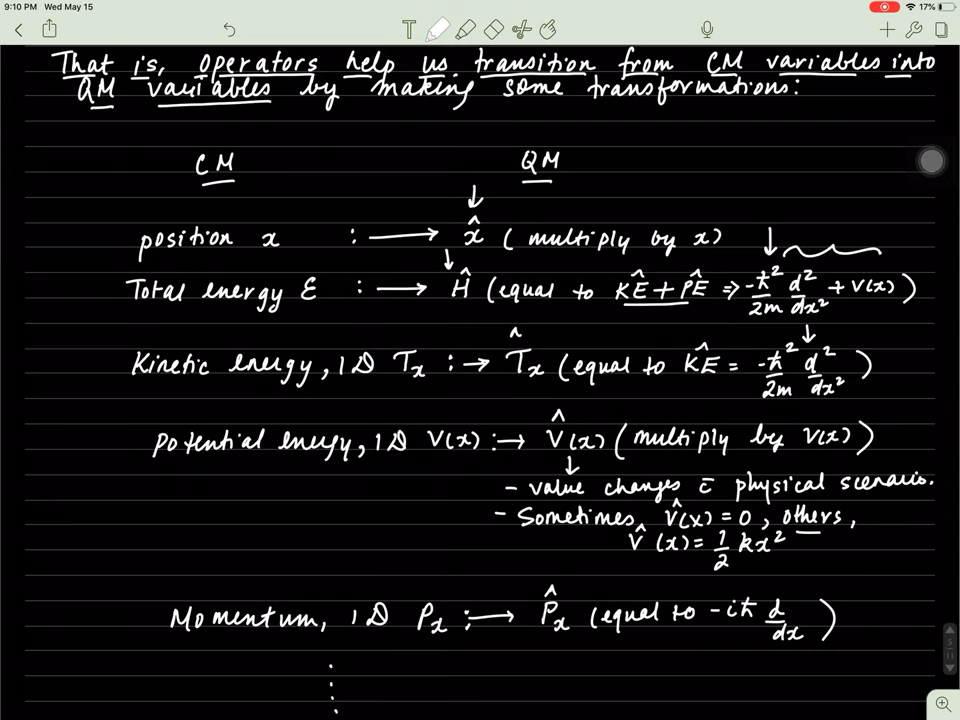 9:10 PM Wed May 15
17%
T
That is, operators help us transition from CM variables into
QM variables by making some transformations:
CM QM
position x : → x̂ (multiply by x)
Total energy E : → Ĥ (equal to K̂E + P̂E ⇒ -ħ²/2m d²/dx² + V(x))
Kinetic energy, 1D Tx : → T̂x (equal to K̂E = -ħ²/2m d²/dx²)
Potential energy, 1D V(x) : → V̂(x) (multiply by V(x))
- value changes c̄ physical scenario.
- Sometimes, V̂(x) = 0, others,
V̂(x) = 1/2 kx²
Momentum, 1D Px : → P̂x (equal to -iħ d/dx)